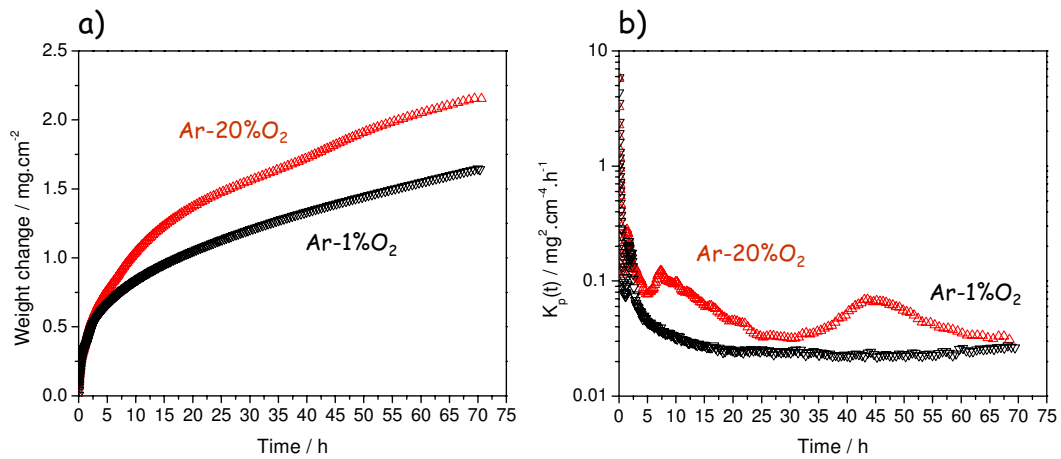 a)
Weight change / mg.cm⁻²
2.5
2.0
1.5
1.0
0.5
0.0
Ar-20%O₂
Ar-1%O₂
0 5 10 15 20 25 30 35 40 45 50 55 60 65 70 75
Time / h
b)
Kₚ(t) / mg².cm⁻⁴.h⁻¹
10
1
0.1
0.01
Ar-20%O₂
Ar-1%O₂
0 5 10 15 20 25 30 35 40 45 50 55 60 65 70 75
Time / h